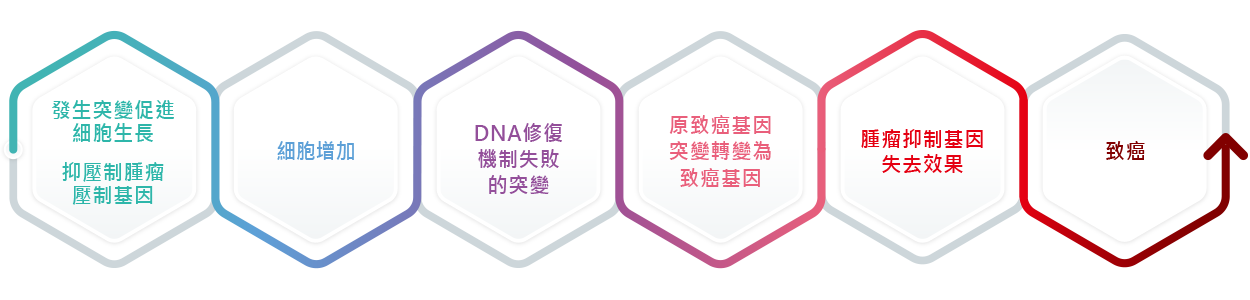 發生突變促進
細胞生長
抑壓制腫瘤
壓制基因
細胞增加
DNA修復
機制失敗
的突變
原致癌基因
突變轉變為
致癌基因
腫瘤抑制基因
失去效果
致癌